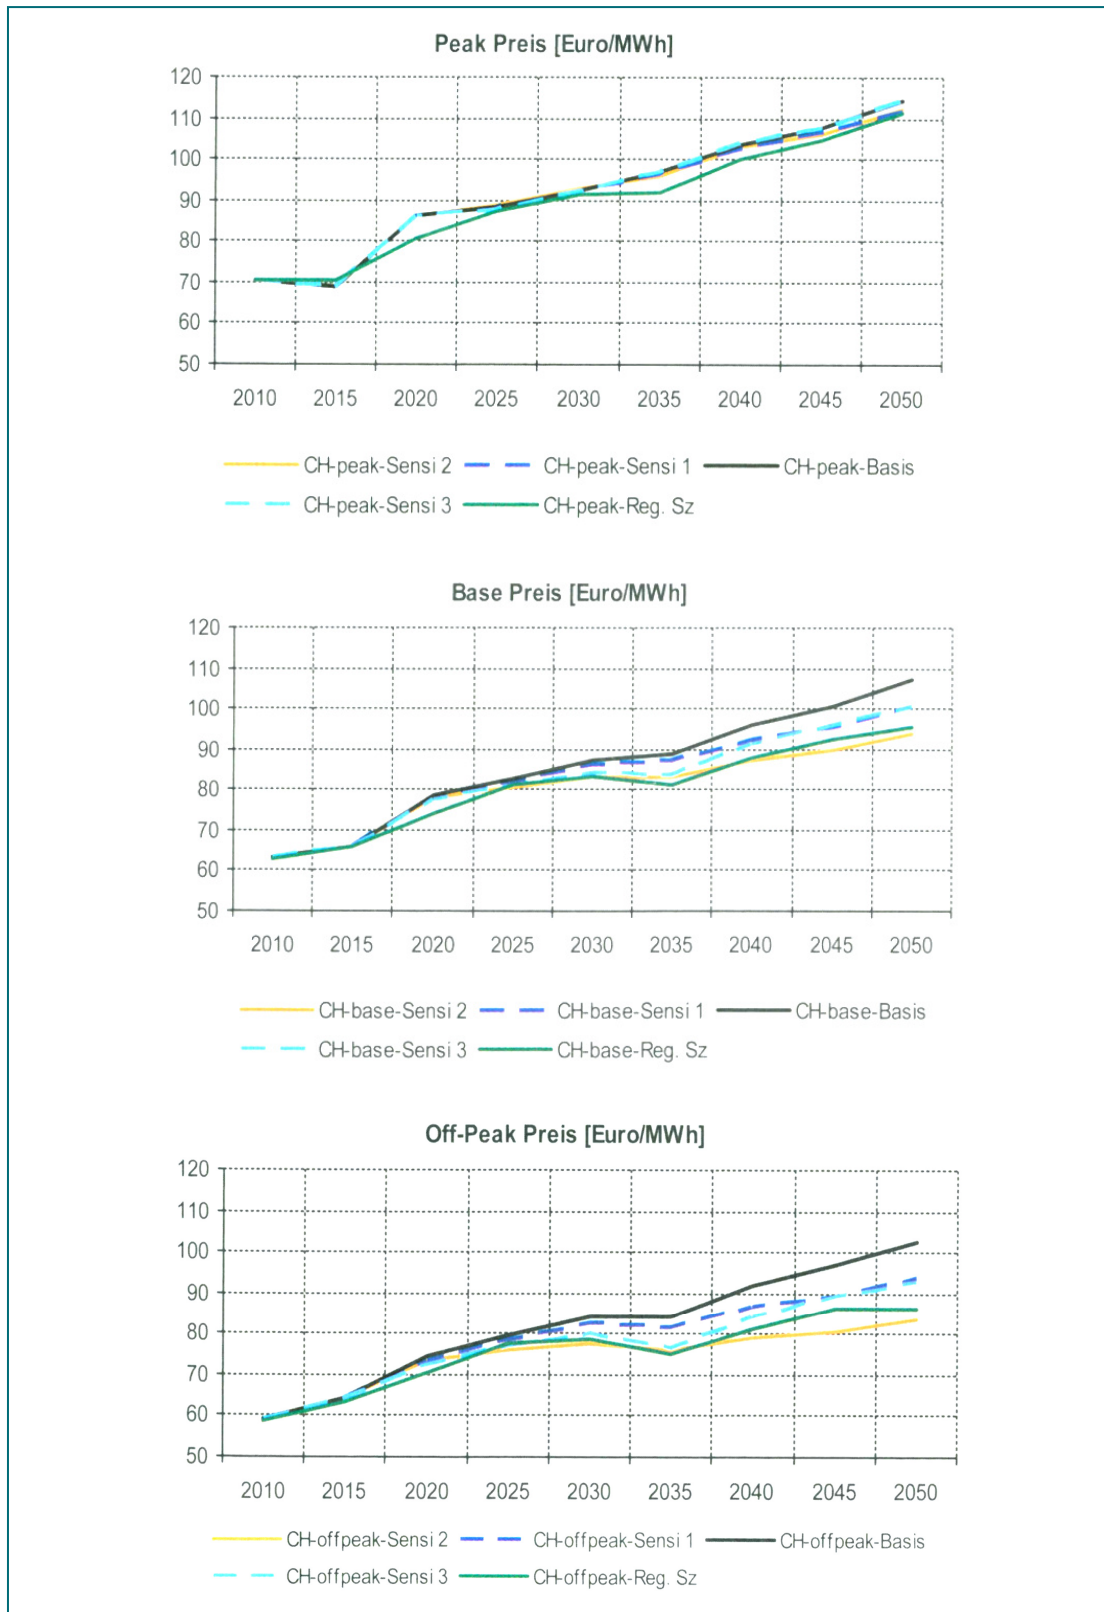 Peak Preis [Euro/MWh]
120
110
100
90
80
70
60
50
2010 2015 2020 2025 2030 2035 2040 2045 2050
CH-peak-Sensi 2 CH-peak-Sensi 1 CH-peak-Basis
CH-peak-Sensi 3 CH-peak-Reg. Sz
Base Preis [Euro/MWh]
120
110
100
90
80
70
60
50
2010 2015 2020 2025 2030 2035 2040 2045 2050
CH-base-Sensi 2 CH-base-Sensi 1 CH-base-Basis
CH-base-Sensi 3 CH-base-Reg. Sz
Off-Peak Preis [Euro/MWh]
120
110
100
90
80
70
60
50
2010 2015 2020 2025 2030 2035 2040 2045 2050
CH-offpeak-Sensi 2 CH-offpeak-Sensi 1 CH-offpeak-Basis
CH-offpeak-Sensi 3 CH-offpeak-Reg. Sz